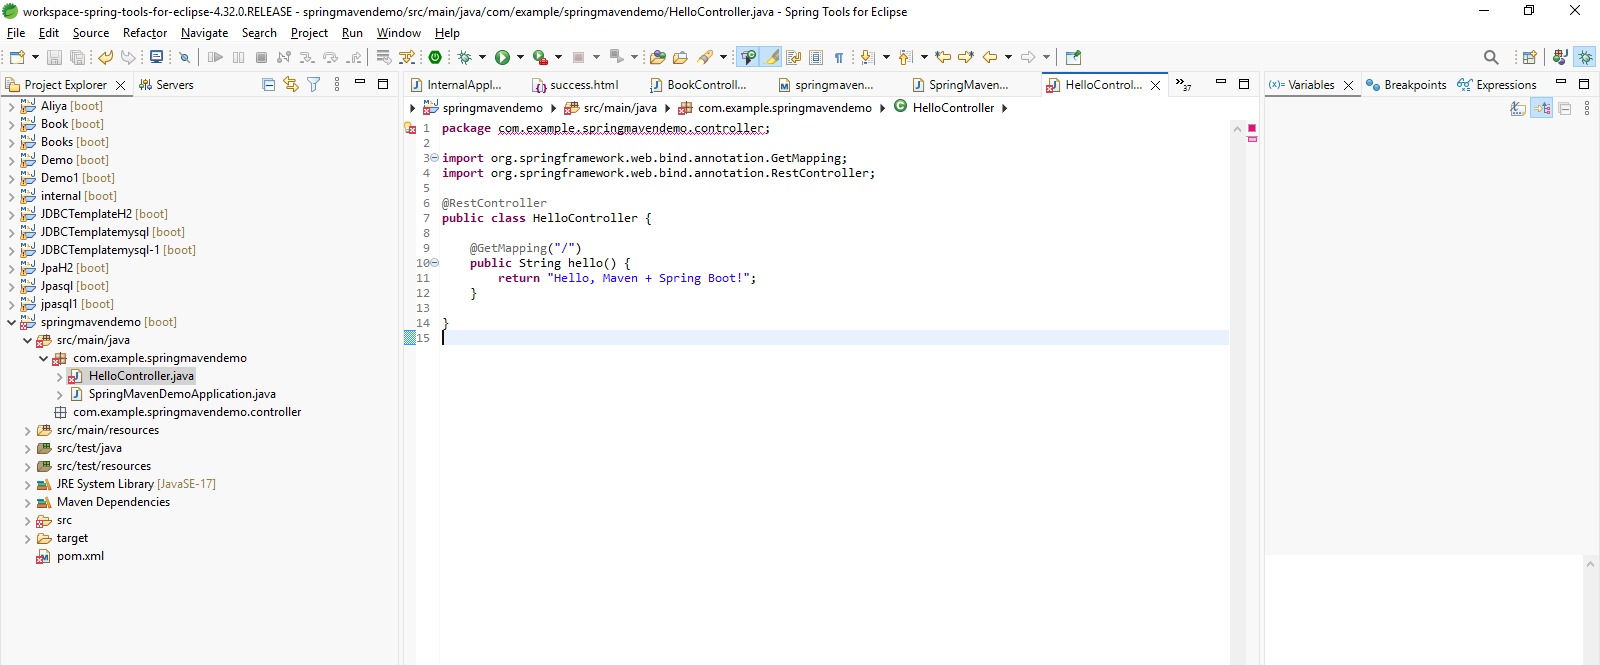 workspace-spring-tools-for-eclipse-4.32.0.RELEASE - springmavendemo/src/main/java/com/example/springmavendemo/HelloController.java - Spring Tools for Eclipse
File Edit Source Refactor Navigate Search Project Run Window Help
Project Explorer Servers
Aliya [boot]
Book [boot]
Books [boot]
Demo [boot]
Demo1 [boot]
internal [boot]
JDBCTemplateH2 [boot]
JDBCTemplatemysql [boot]
JDBCTemplatemysql-1 [boot]
JpaH2 [boot]
Jpasql [boot]
jpasql1 [boot]
springmavendemo [boot]
src/main/java
com.example.springmavendemo
HelloController.java
SpringMavenDemoApplication.java
com.example.springmavendemo.controller
src/main/resources
src/test/java
src/test/resources
JRE System Library [JavaSE-17]
Maven Dependencies
src
target
pom.xml
InternalAppl... success.html BookControll... springmaven... SpringMaven... HelloControl... »37
springmavendemo src/main/java com.example.springmavendemo HelloController
1 package com.example.springmavendemo.controller;
2
3 import org.springframework.web.bind.annotation.GetMapping;
4 import org.springframework.web.bind.annotation.RestController;
5
6 @RestController
7 public class HelloController {
8
9 @GetMapping("/")
10 public String hello() {
11 return "Hello, Maven + Spring Boot!";
12 }
13
14 }
15
(x)= Variables Breakpoints Expressions